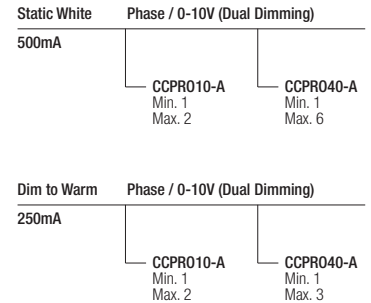 Static White Phase / 0-10V (Dual Dimming)
500mA
CCPRO10-A CCPRO40-A
Min. 1 Min. 1
Max. 2 Max. 6
Dim to Warm Phase / 0-10V (Dual Dimming)
250mA
CCPRO10-A CCPRO40-A
Min. 1 Min. 1
Max. 2 Max. 3